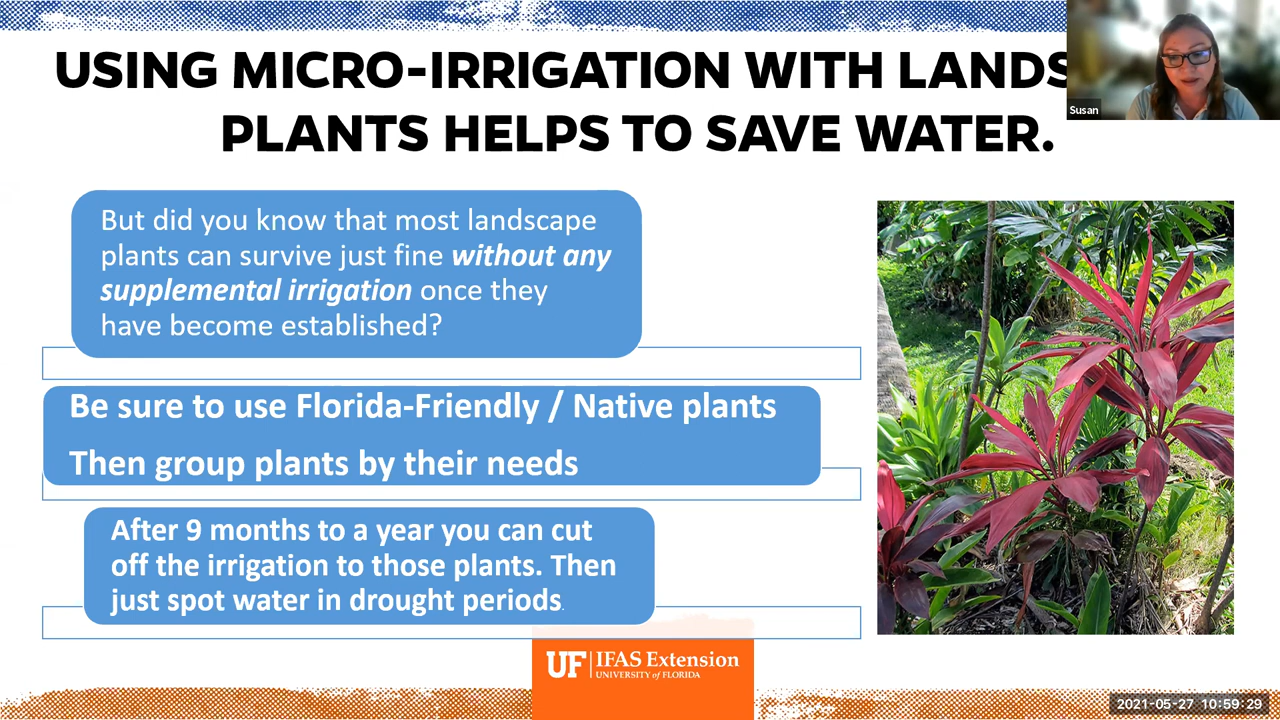 USING MICRO-IRRIGATION WITH LANDS
PLANTS HELPS TO SAVE WATER.
Susan
But did you know that most landscape
plants can survive just fine without any
supplemental irrigation once they
have become established?
Be sure to use Florida-Friendly / Native plants
Then group plants by their needs
After 9 months to a year you can cut
off the irrigation to those plants. Then
just spot water in drought periods.
UF IFAS Extension
UNIVERSITY of FLORIDA
2021-05-27 10:59:29